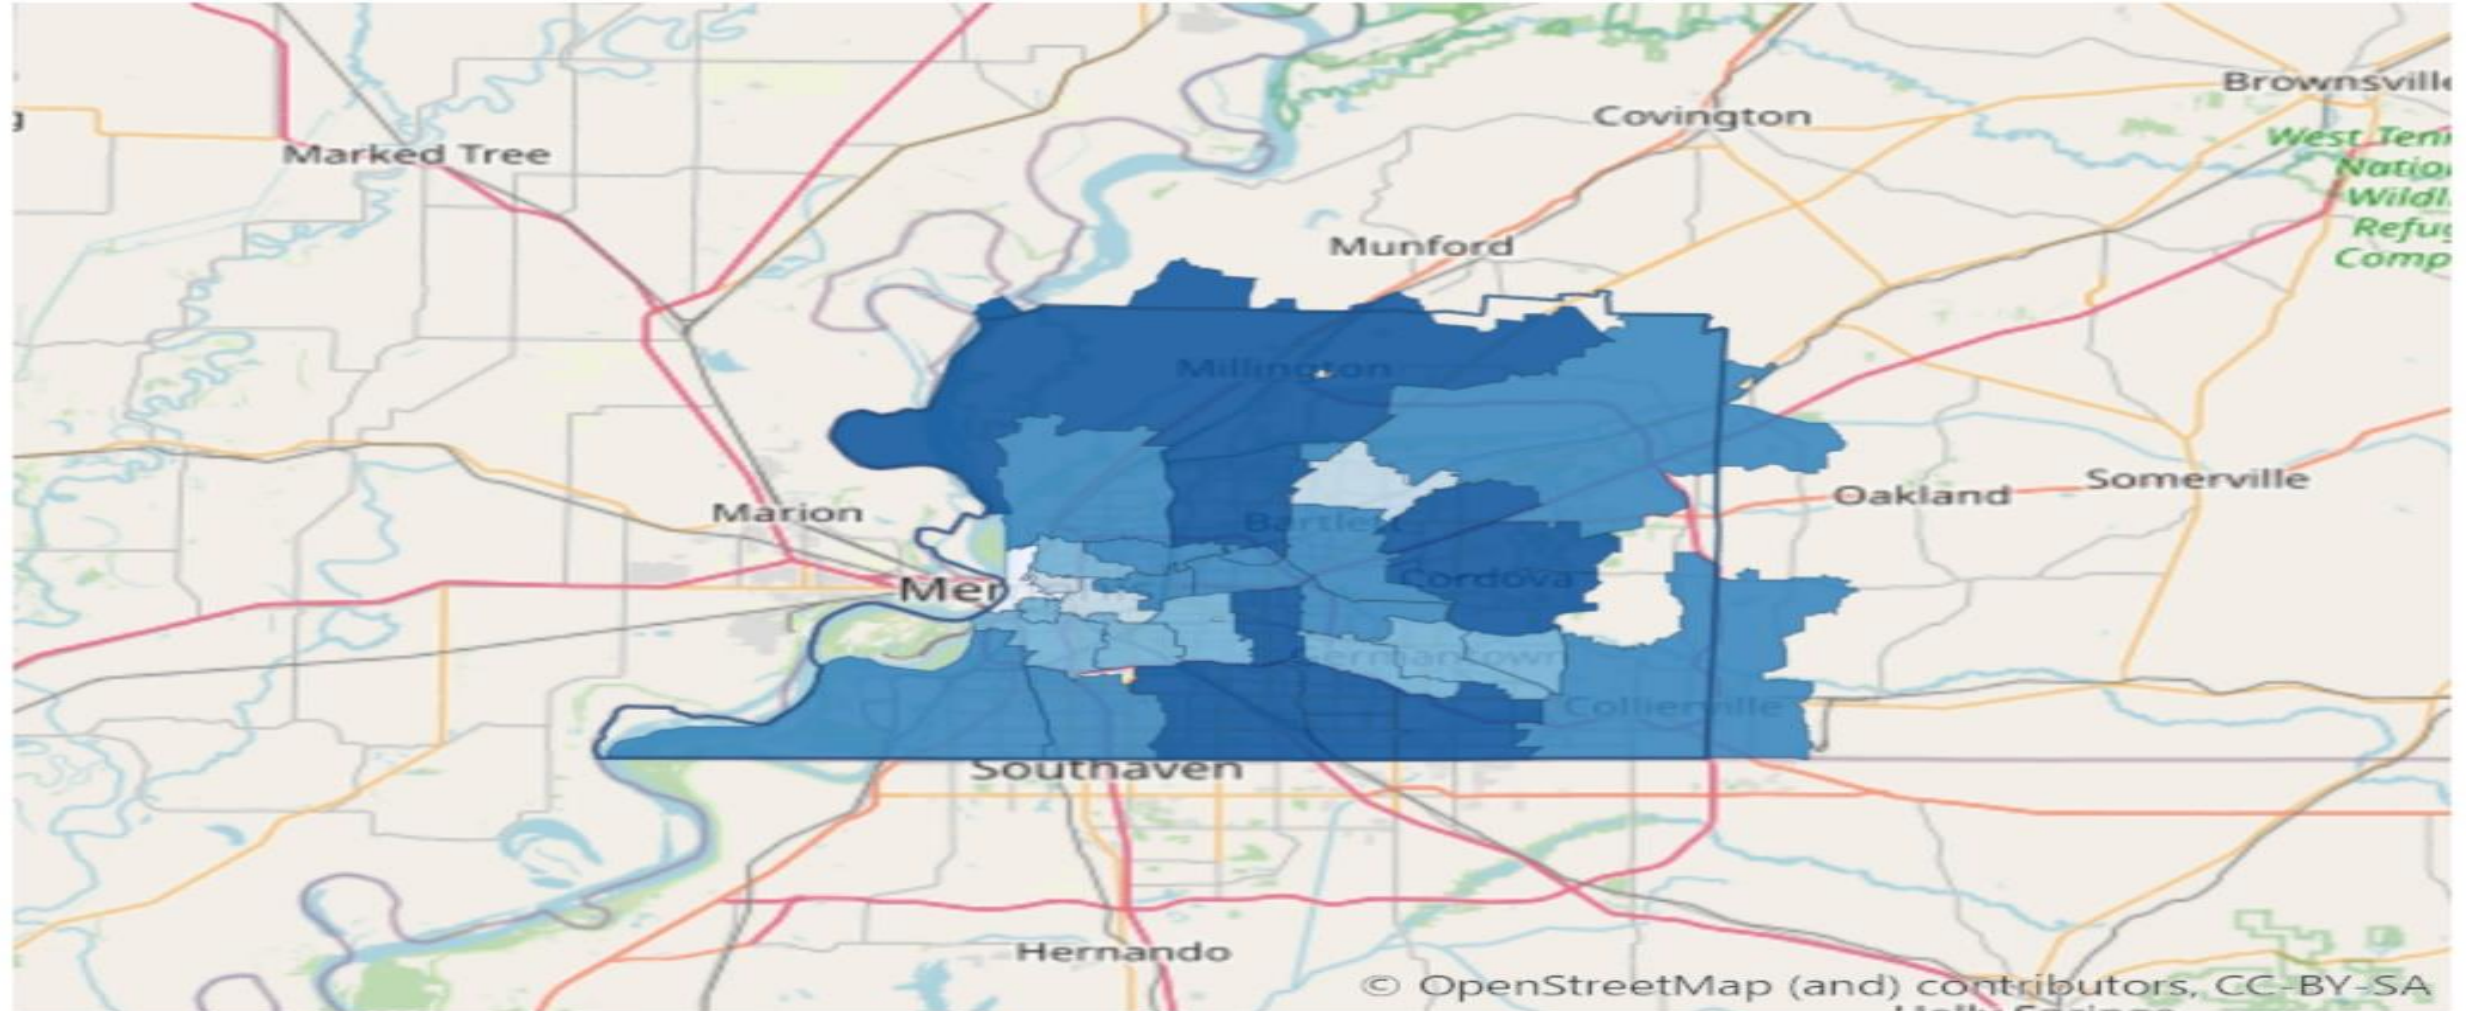 Brownsville
Covington
West Tenn
Natio
Wildl
Refug
Comp
Marked Tree
Munford
Millington
Somerville
Oakland
Marion
Bartlett
Cordova
Mem
Germantown
Collierville
Southaven
Hernando
© OpenStreetMap (and) contributors, CC-BY-SA